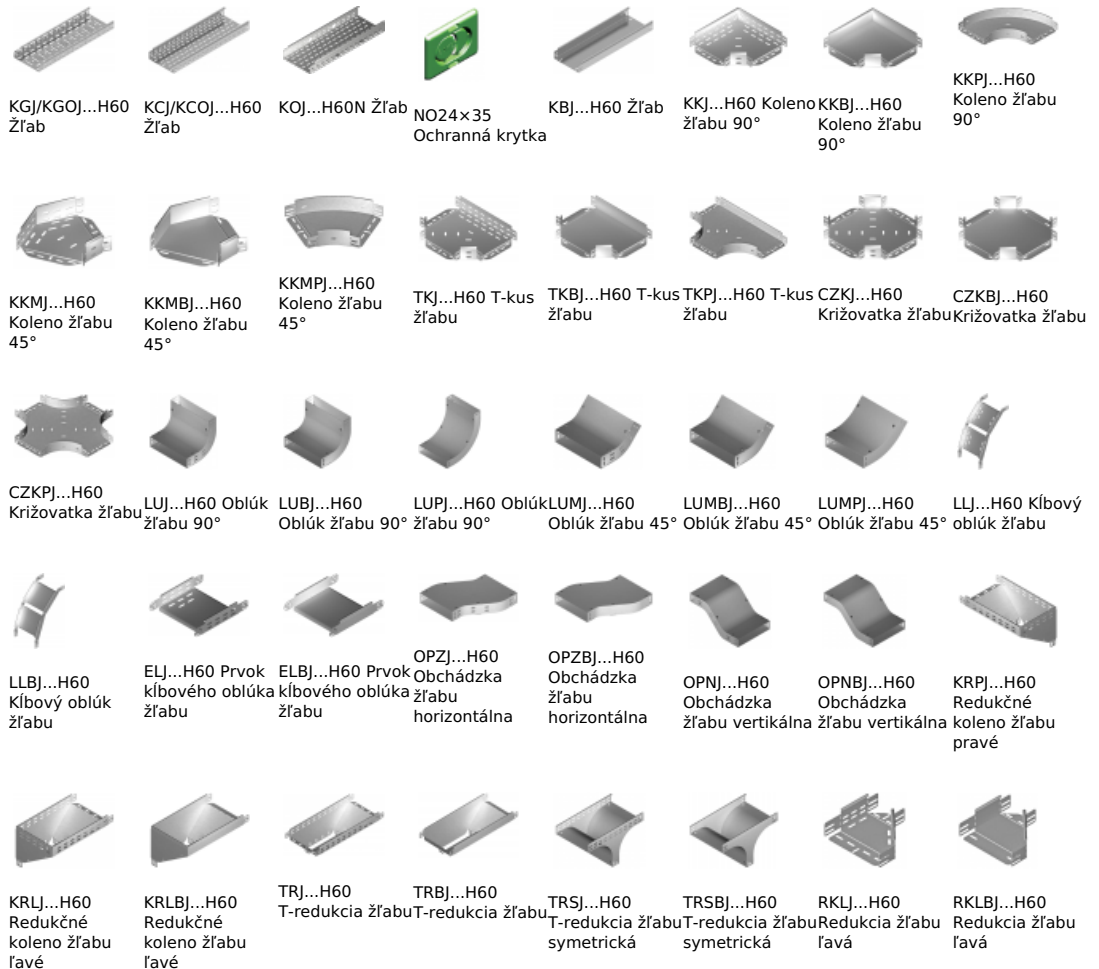 KGJ/KGOJ...H60
Žľab
KCJ/KCOJ...H60
Žľab
KOJ...H60N Žľab
NO24×35
Ochranná krytka
KBJ...H60 Žľab
KKJ...H60 Koleno
žľabu 90°
KKBJ...H60
Koleno žľabu
90°
KKPJ...H60
Koleno žľabu
90°
KKMJ...H60
Koleno žľabu
45°
KKMBJ...H60
Koleno žľabu
45°
KKMPJ...H60
Koleno žľabu
45°
TKJ...H60 T-kus
žľabu
TKBJ...H60 T-kus
žľabu
TKPJ...H60 T-kus
žľabu
CZKJ...H60
Križovatka žľabu
CZKBJ...H60
Križovatka žľabu
CZKPJ...H60
Križovatka žľabu
LUJ...H60 Oblúk
žľabu 90°
LUBJ...H60
Oblúk žľabu 90°
LUPJ...H60 Oblúk
žľabu 90°
LUMJ...H60
Oblúk žľabu 45°
LUMBJ...H60
Oblúk žľabu 45°
LUMPJ...H60
Oblúk žľabu 45°
LLJ...H60 Kĺbový
oblúk žľabu
LLBJ...H60
Kĺbový oblúk
žľabu
ELJ...H60 Prvok
kĺbového oblúka
žľabu
ELBJ...H60 Prvok
kĺbového oblúka
žľabu
OPZJ...H60
Obchádzka
žľabu
horizontálna
OPZBJ...H60
Obchádzka
žľabu
horizontálna
OPNJ...H60
Obchádzka
žľabu vertikálna
OPNBJ...H60
Obchádzka
žľabu vertikálna
KRPJ...H60
Redukčné
koleno žľabu
pravé
KRLJ...H60
Redukčné
koleno žľabu
ľavé
KRLBJ...H60
Redukčné
koleno žľabu
ľavé
TRJ...H60
T-redukcia žľabu
TRBJ...H60
T-redukcia žľabu
TRSJ...H60
T-redukcia žľabu
symetrická
TRSBJ...H60
T-redukcia žľabu
symetrická
RKLJ...H60
Redukcia žľabu
ľavá
RKLBJ...H60
Redukcia žľabu
ľavá